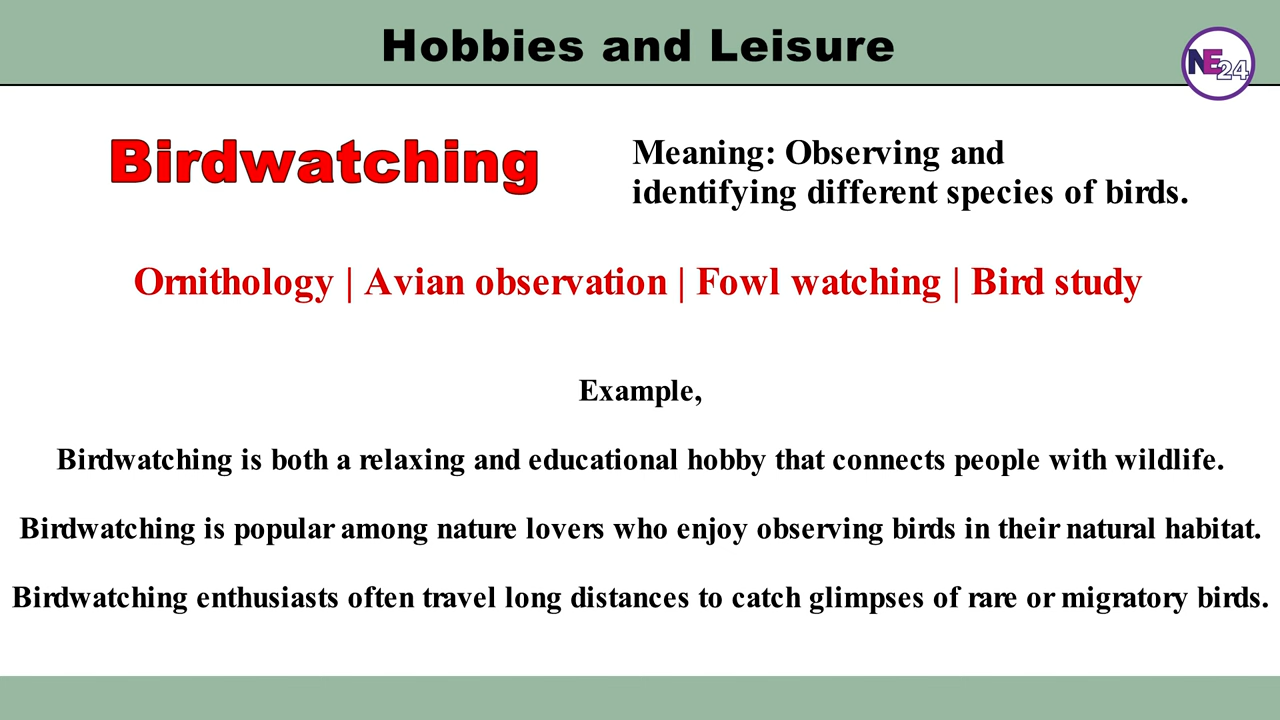 Hobbies and Leisure
NE24
Birdwatching
Meaning: Observing and
identifying different species of birds.
Ornithology | Avian observation | Fowl watching | Bird study
Example,
Birdwatching is both a relaxing and educational hobby that connects people with wildlife.
Birdwatching is popular among nature lovers who enjoy observing birds in their natural habitat.
Birdwatching enthusiasts often travel long distances to catch glimpses of rare or migratory birds.